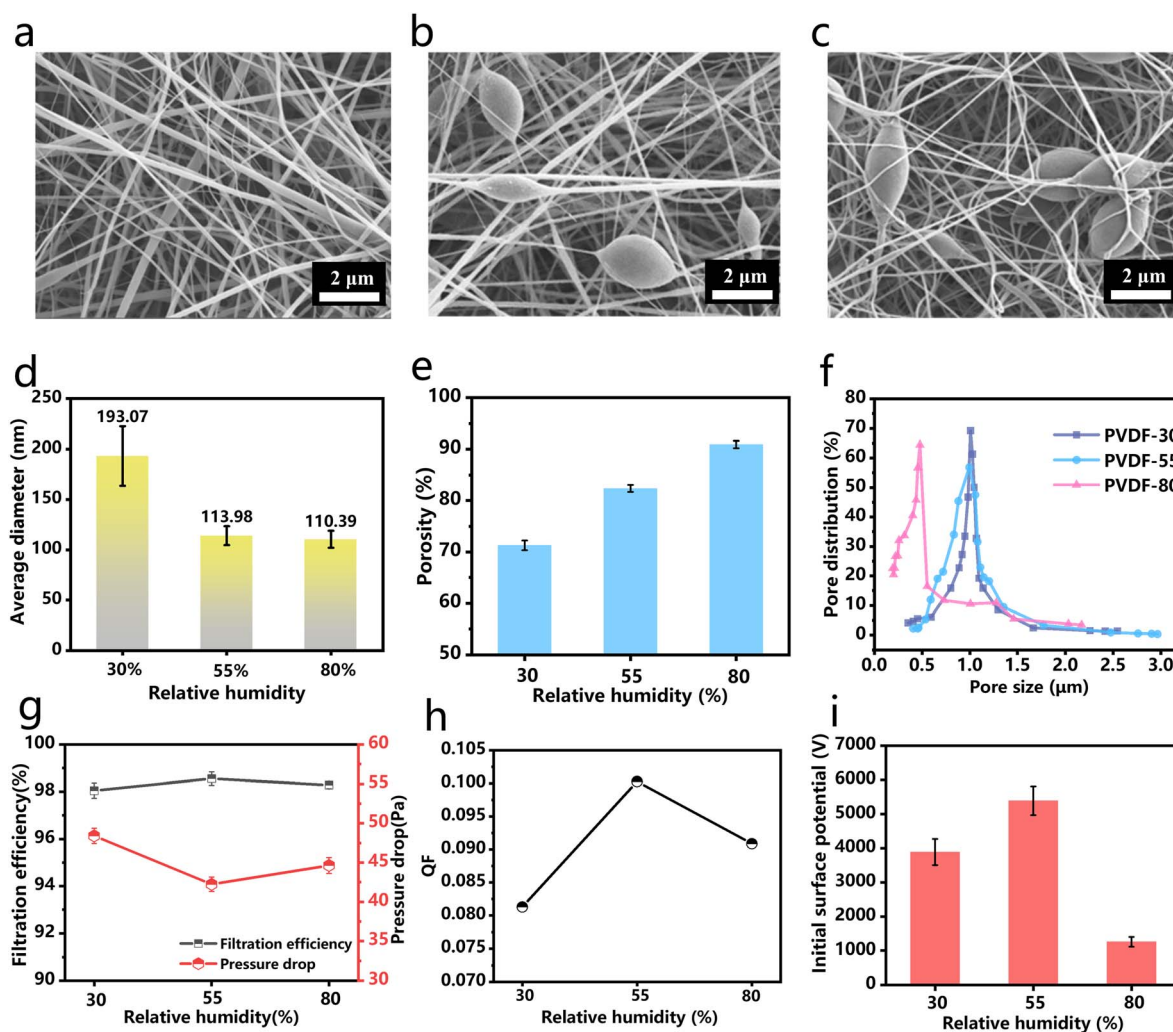 a
b
c
2 μm
2 μm
2 μm
d
Average diameter (nm)
250
200
150
100
50
0
193.07
113.98
110.39
30%
55%
80%
Relative humidity
e
Porosity (%)
100
90
80
70
60
50
30
55
80
Relative humidity (%)
f
Pore distribution (%)
80
70
60
50
40
30
20
10
0
PVDF-30
PVDF-55
PVDF-80
0.0
0.5
1.0
1.5
2.0
2.5
3.0
Pore size (μm)
g
Filtration efficiency(%)
100
98
96
94
92
90
Filtration efficiency
Pressure drop
60
55
50
45
40
35
30
Pressure drop(Pa)
30
55
80
Relative humidity(%)
h
QF
0.105
0.100
0.095
0.090
0.085
0.080
0.075
0.070
30
55
80
Relative humidity (%)
i
Initial surface potential (V)
7000
6000
5000
4000
3000
2000
1000
0
30
55
80
Relative humidity (%)